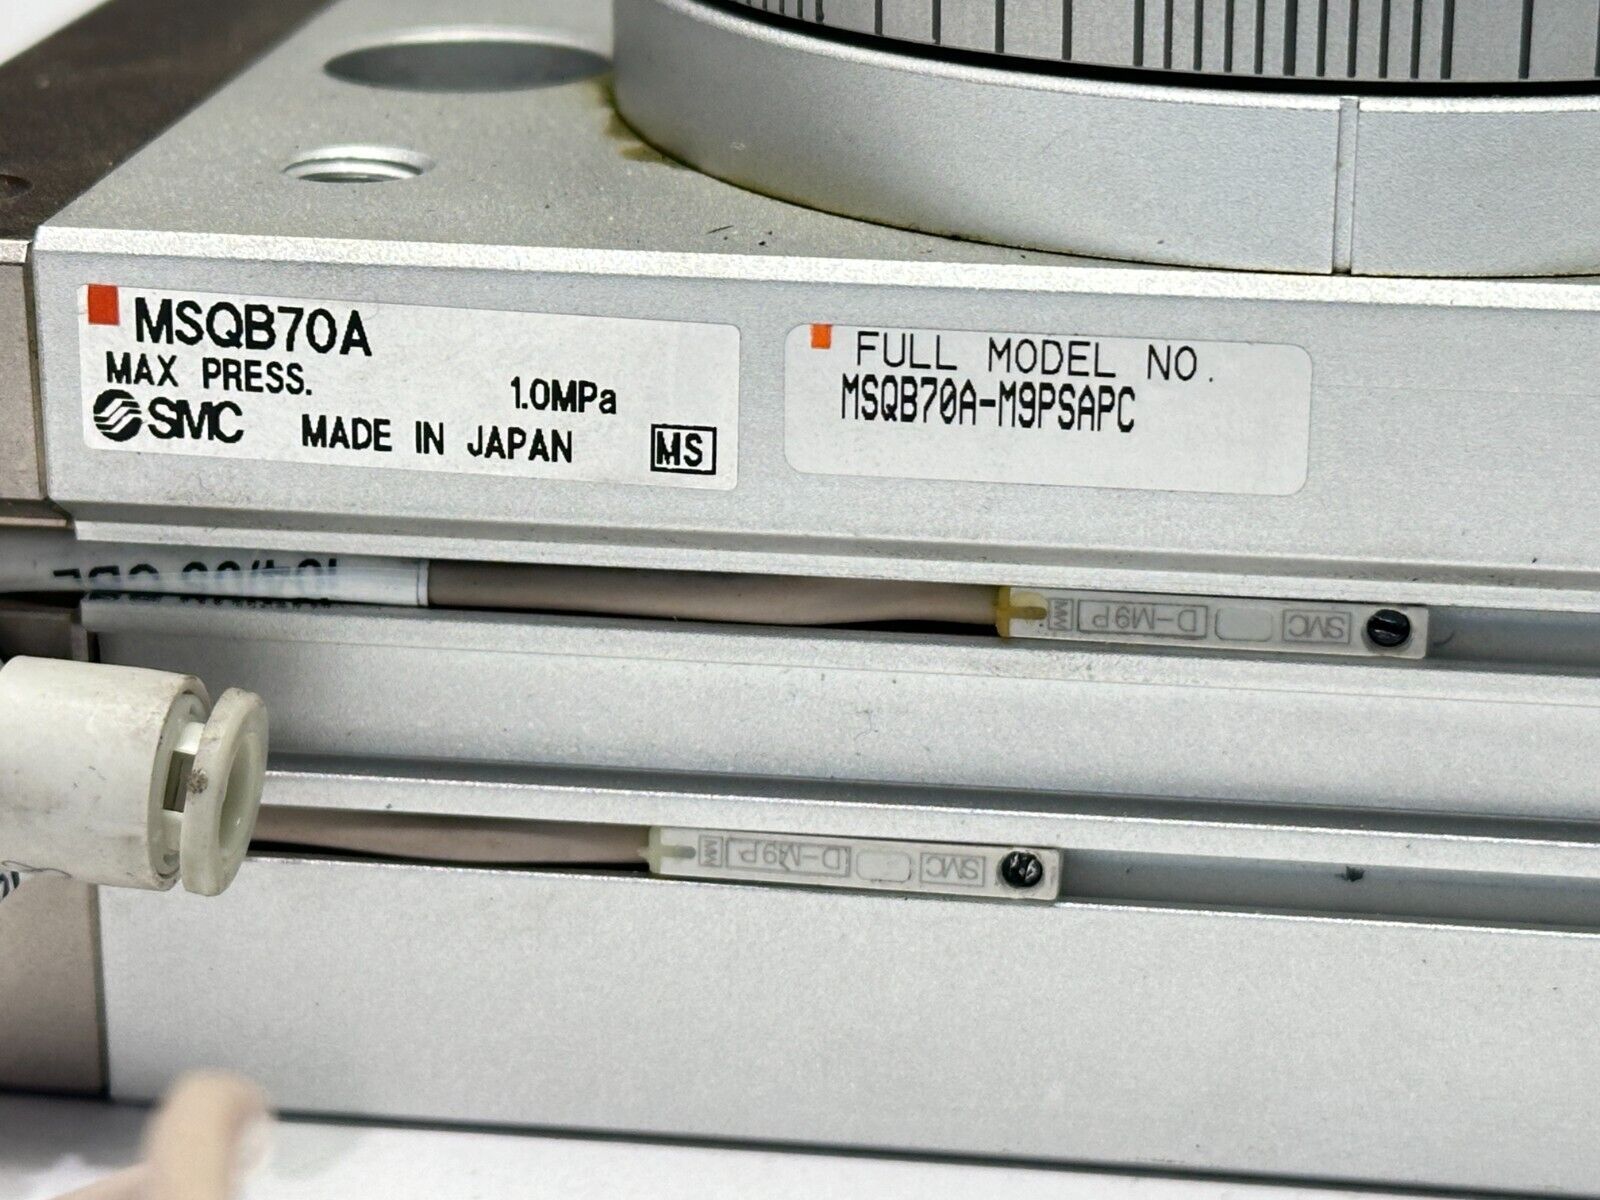 MSQB70A
MAX PRESS. 1.0MPa
SMC MADE IN JAPAN MS
FULL MODEL NO.
MSQB70A-M9PSAPC
SMC D-M9P
SMC D-M9P